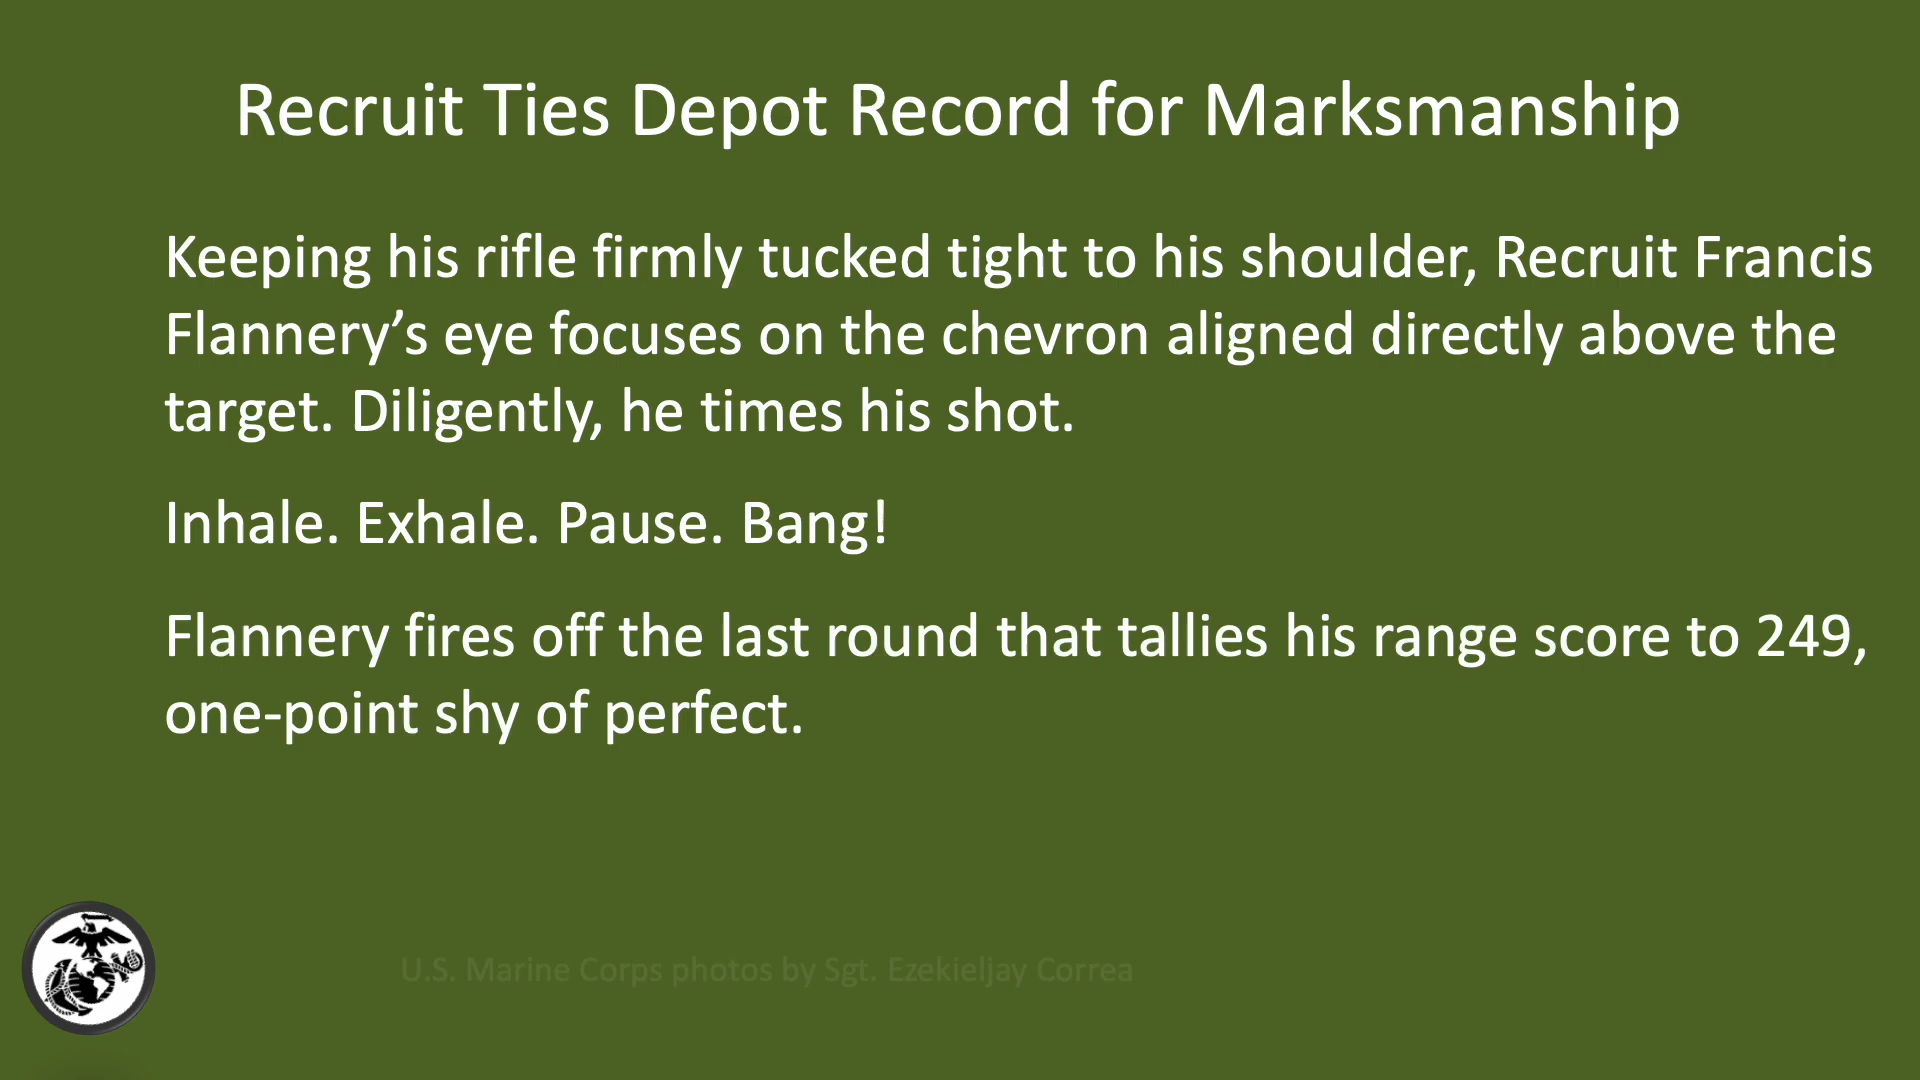 Recruit Ties Depot Record for Marksmanship
Keeping his rifle firmly tucked tight to his shoulder, Recruit Francis
Flannery’s eye focuses on the chevron aligned directly above the
target. Diligently, he times his shot.
Inhale. Exhale. Pause. Bang!
Flannery fires off the last round that tallies his range score to 249,
one-point shy of perfect.
U.S. Marine Corps photos by Sgt. Ezekieljay Correa